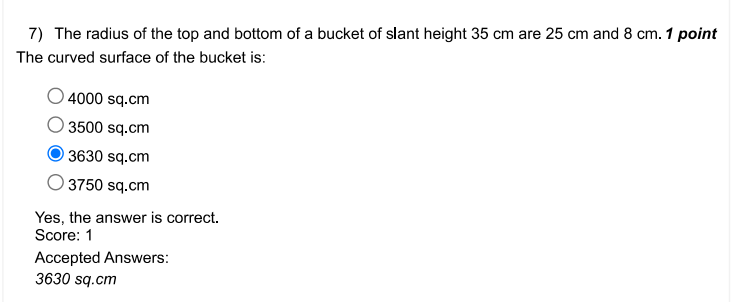 7) The radius of the top and bottom of a bucket of slant height 35 cm are 25 cm and 8 cm. 1 point
The curved surface of the bucket is:
4000 sq.cm
3500 sq.cm
3630 sq.cm
3750 sq.cm
Yes, the answer is correct.
Score: 1
Accepted Answers:
3630 sq.cm